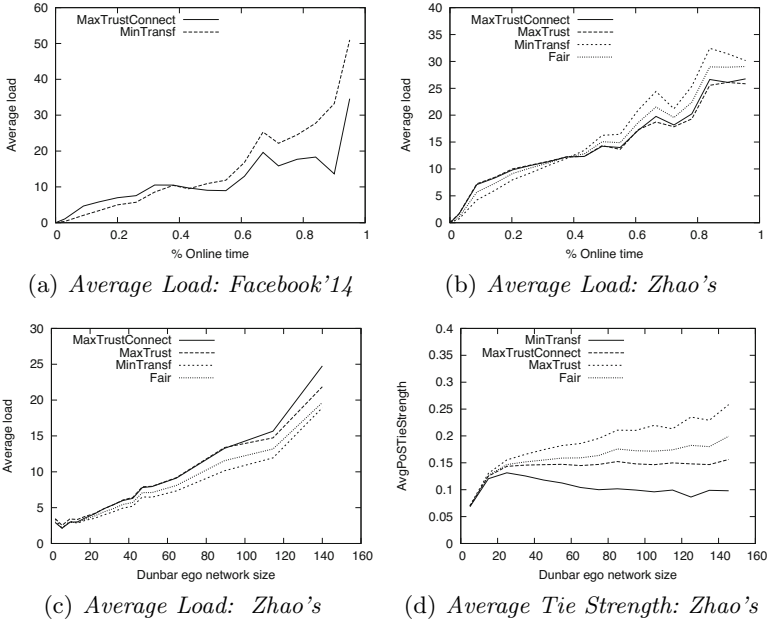 MaxTrustConnect
MinTransf
Average load
60
50
40
30
20
10
0
0 0.2 0.4 0.6 0.8 1
% Online time
(a) Average Load: Facebook'14
MaxTrustConnect
MaxTrust
MinTransf
Fair
Average load
40
35
30
25
20
15
10
5
0
0 0.2 0.4 0.6 0.8 1
% Online time
(b) Average Load: Zhao's
MaxTrustConnect
MaxTrust
MinTransf
Fair
Average load
30
25
20
15
10
5
0
0 20 40 60 80 100 120 140 160
Dunbar ego network size
(c) Average Load: Zhao's
MinTransf
MaxTrustConnect
MaxTrust
Fair
AvgPoSTieStrength
0.4
0.35
0.3
0.25
0.2
0.15
0.1
0.05
0
0 20 40 60 80 100 120 140 160
Dunbar ego network size
(d) Average Tie Strength: Zhao's